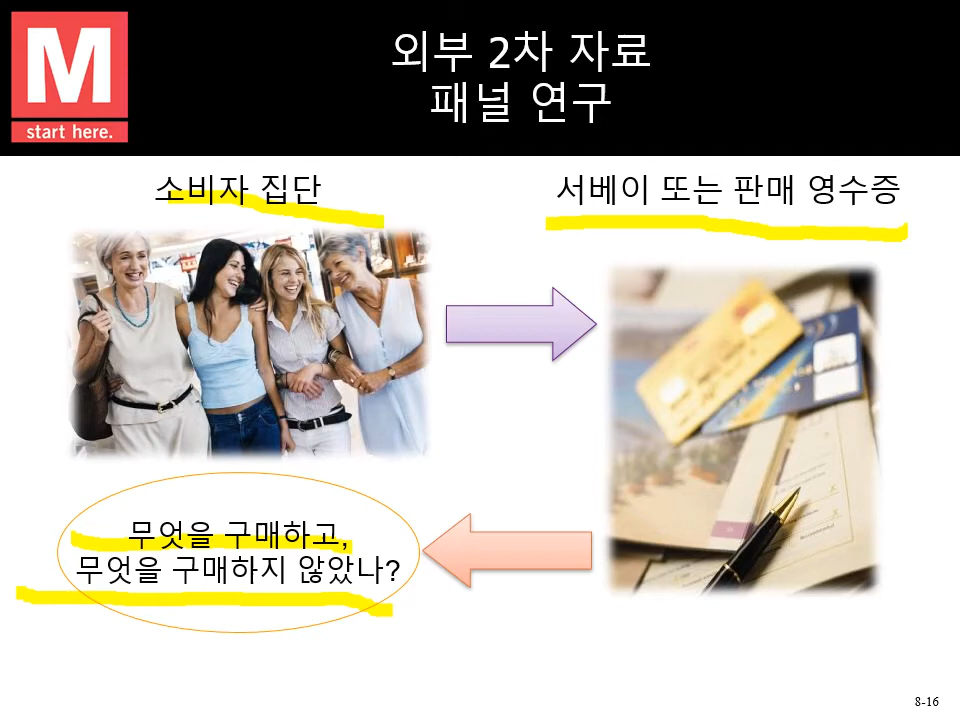 M
start here.
외부 2차 자료
패널 연구
소비자 집단
서베이 또는 판매 영수증
무엇을 구매하고,
무엇을 구매하지 않았나?
8-16